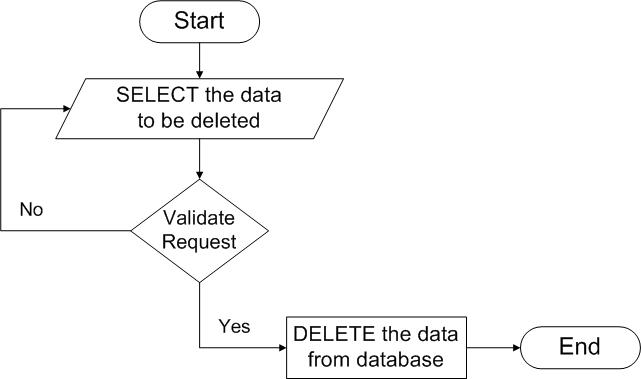 Start
SELECT the data
to be deleted
No
Validate
Request
Yes
DELETE the data
from database
End